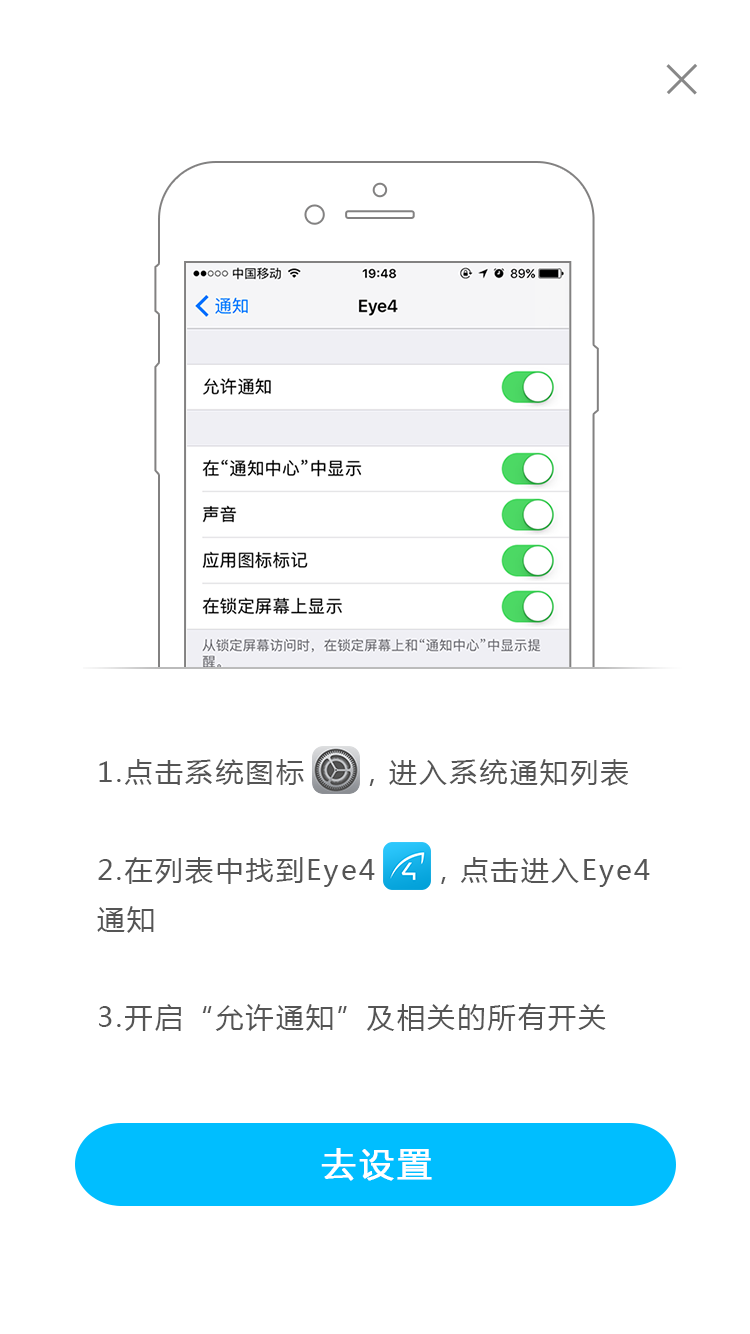 中国移动 19:48 89%
通知 Eye4
允许通知
在“通知中心”中显示
声音
应用图标标记
在锁定屏幕上显示
从锁定屏幕访问时，在锁定屏幕上和“通知中心”中显示提
醒。
1.点击系统图标，进入系统通知列表
2.在列表中找到Eye4，点击进入Eye4
通知
3.开启“允许通知”及相关的所有开关
去设置